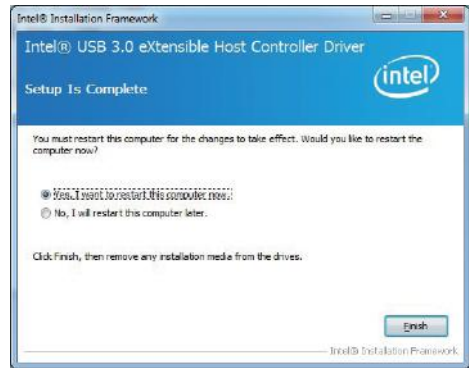 Intel® Installation Framework
Intel® USB 3.0 eXtensible Host Controller Driver
Setup Is Complete
intel
You must restart this computer for the changes to take effect. Would you like to restart the
computer now?
Yes, I want to restart this computer now.
No, I will restart this computer later.
Click Finish, then remove any installation media from the drives.
Finish
Intel® Installation Framework